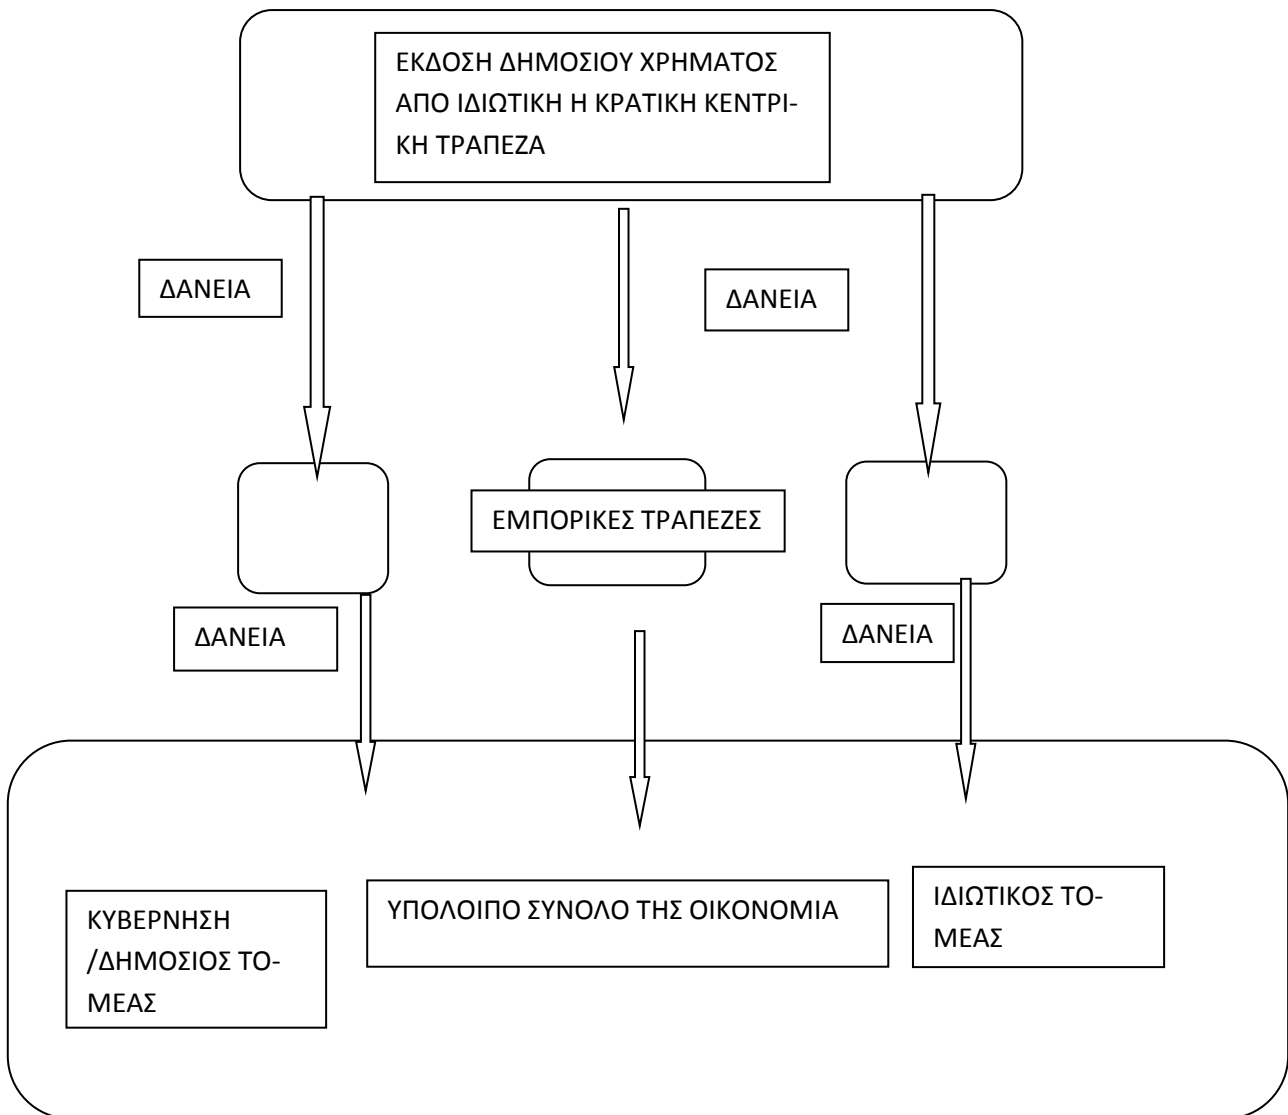 ΕΚΔΟΣΗ ΔΗΜΟΣΙΟΥ ΧΡΗΜΑΤΟΣ
ΑΠΟ ΙΔΙΩΤΙΚΗ Η ΚΡΑΤΙΚΗ ΚΕΝΤΡΙ-
ΚΗ ΤΡΑΠΕΖΑ
ΔΑΝΕΙΑ
ΔΑΝΕΙΑ
ΕΜΠΟΡΙΚΕΣ ΤΡΑΠΕΖΕΣ
ΔΑΝΕΙΑ
ΔΑΝΕΙΑ
ΚΥΒΕΡΝΗΣΗ
/ΔΗΜΟΣΙΟΣ ΤΟ-
ΜΕΑΣ
ΥΠΟΛΟΙΠΟ ΣΥΝΟΛΟ ΤΗΣ ΟΙΚΟΝΟΜΙΑ
ΙΔΙΩΤΙΚΟΣ ΤΟ-
ΜΕΑΣ